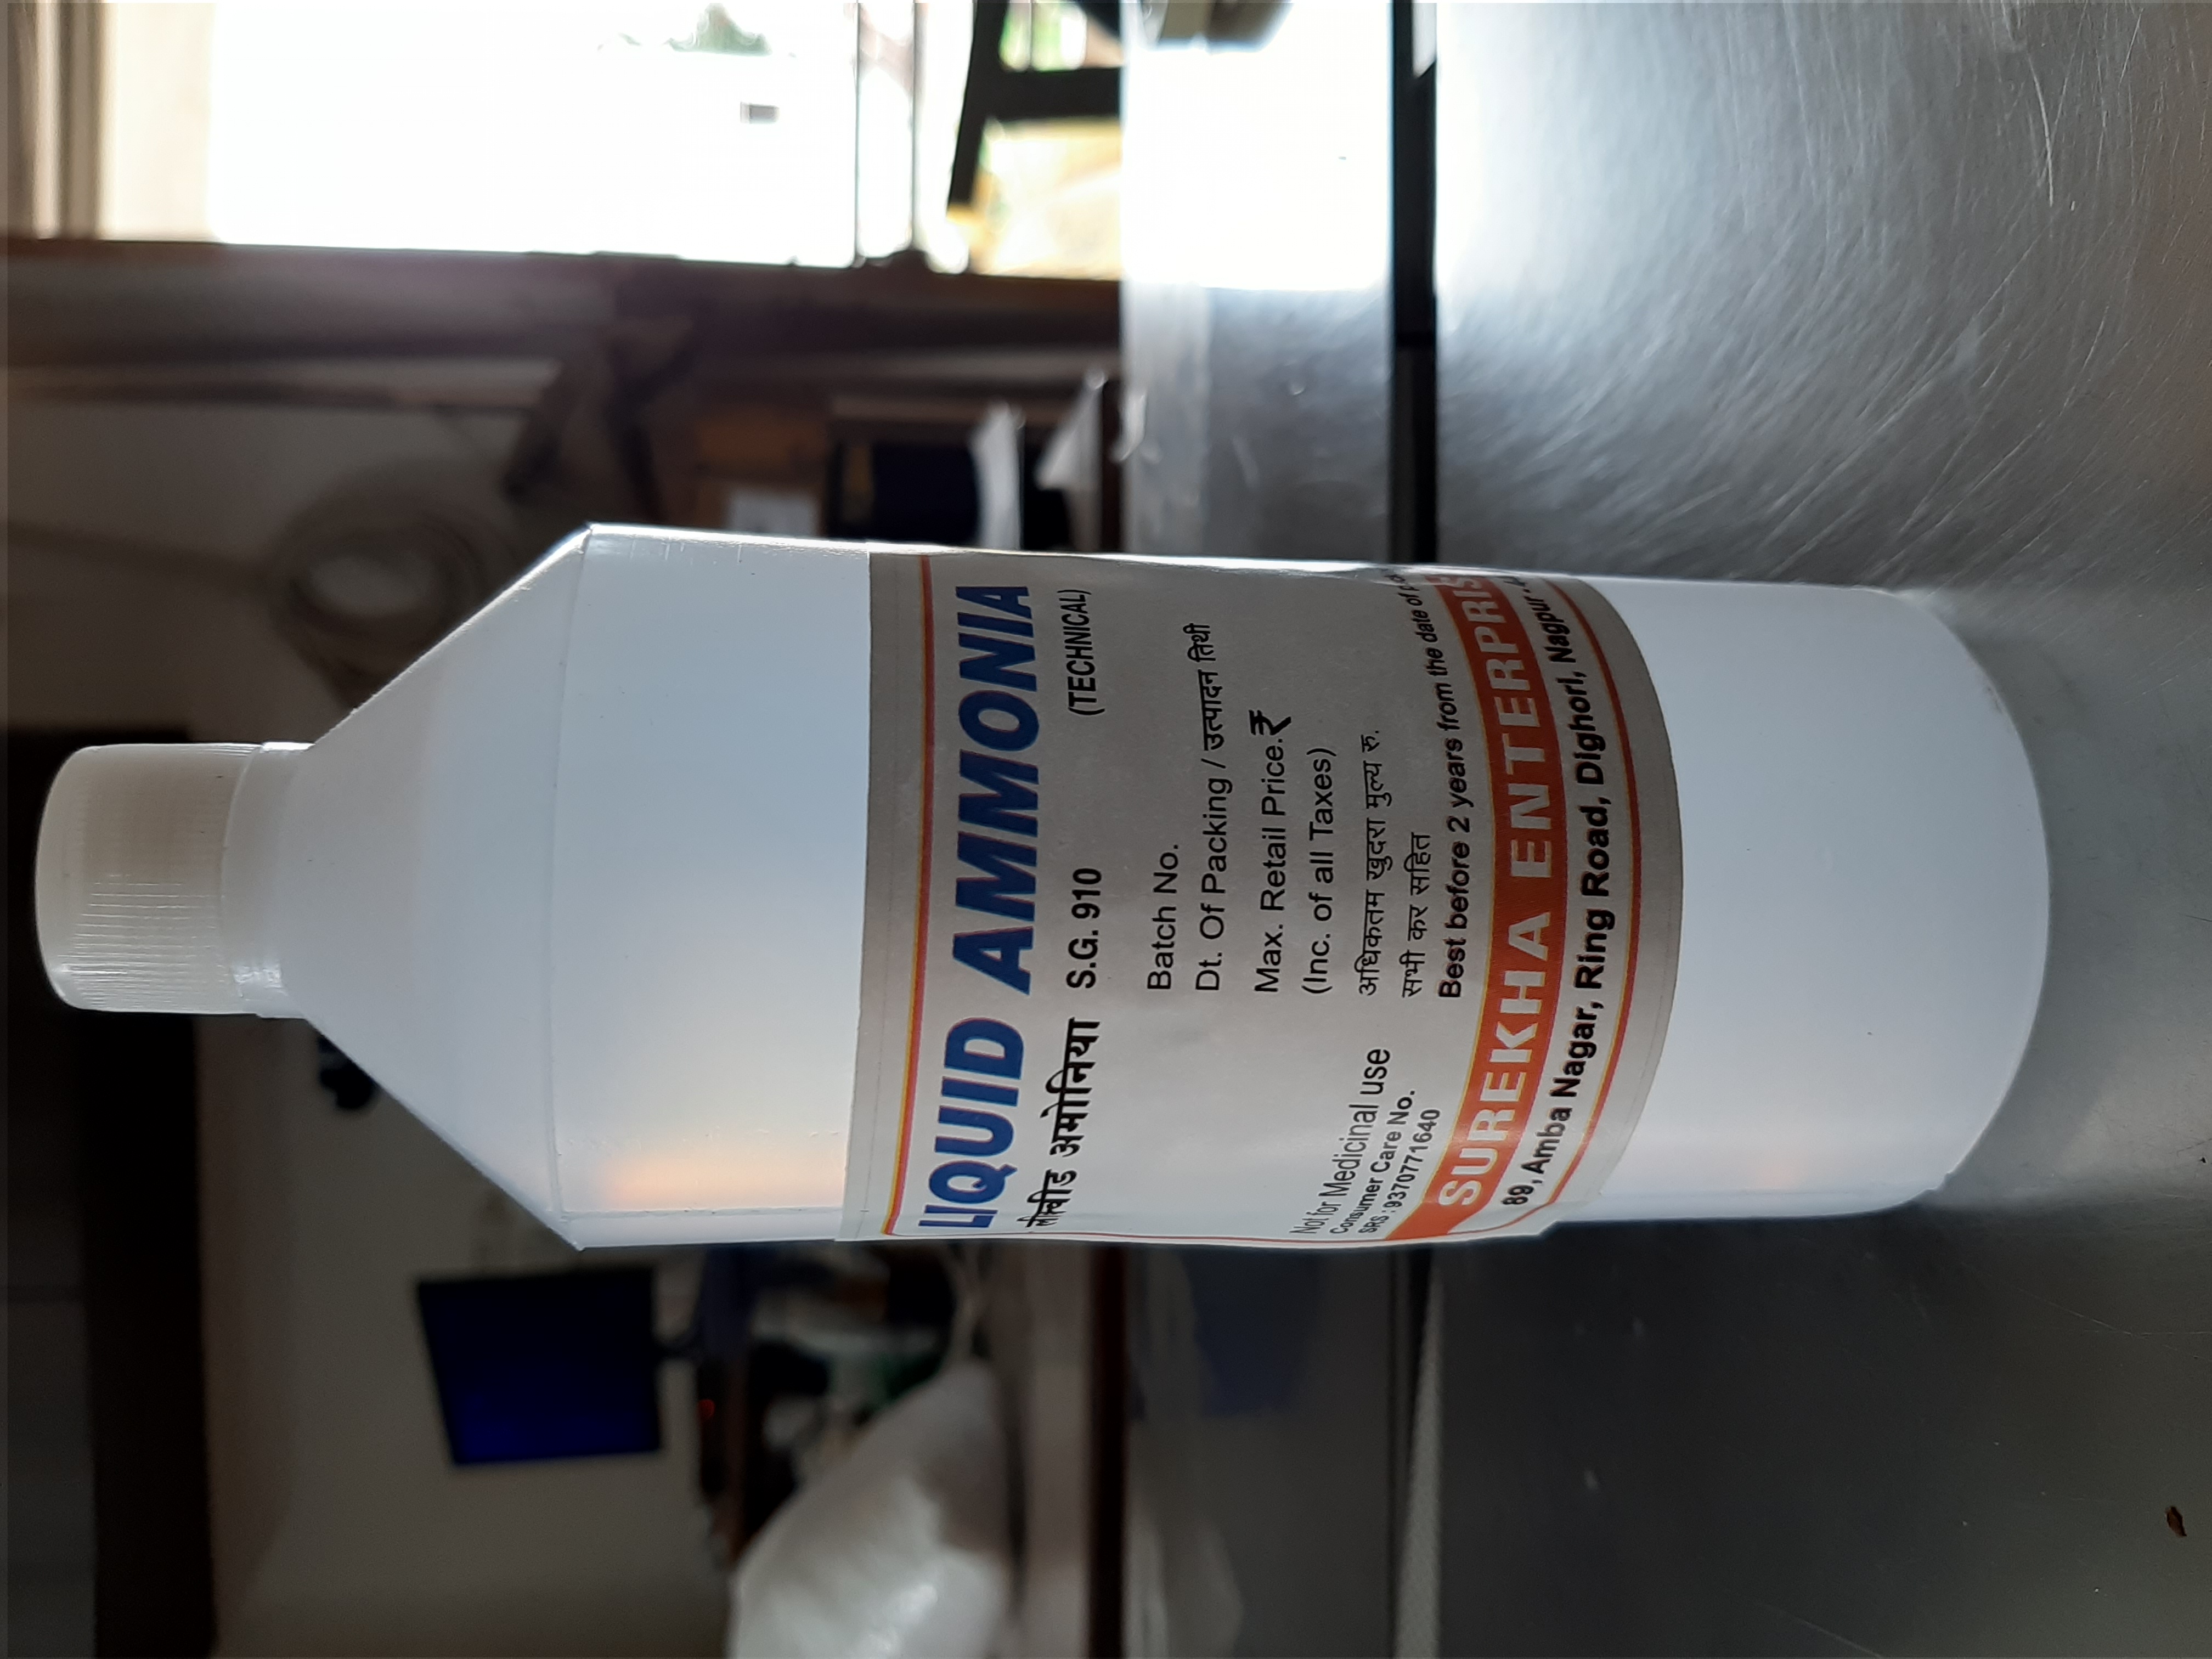 LIQUID AMMONIA
लीक्वीड अमोनिया S.G. 910 (TECHNICAL)
Batch No.
Dt. Of Packing / उत्पादन तिथी
Max. Retail Price.₹
(Inc. of all Taxes)
अधिकतम खुदरा मुल्य रु.
सभी कर सहित
Best before 2 years from the date of
Not for Medicinal use
Consumer Care No.
SRS : 9370771640
SUREKHA
89, Amba Nagar, Ring Road, Dighori, Nagpur -